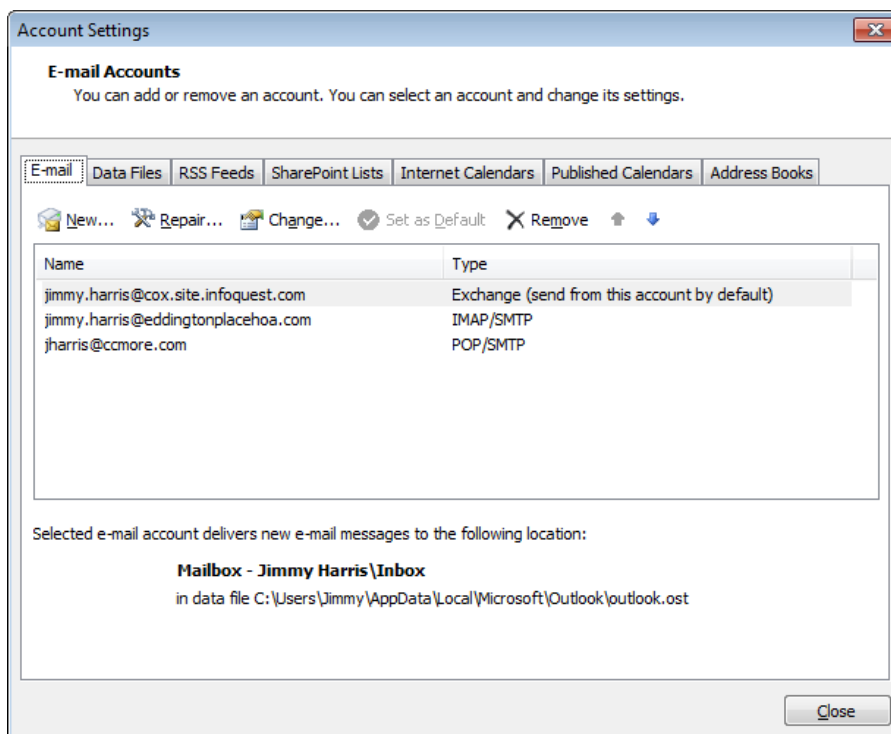 Account Settings
E-mail Accounts
You can add or remove an account. You can select an account and change its settings.
E-mail Data Files RSS Feeds SharePoint Lists Internet Calendars Published Calendars Address Books
New... Repair... Change... Set as Default Remove
Name Type
jimmy.harris@cox.site.infoquest.com Exchange (send from this account by default)
jimmy.harris@eddingtonplacehoa.com IMAP/SMTP
jharris@ccmore.com POP/SMTP
Selected e-mail account delivers new e-mail messages to the following location:
Mailbox - Jimmy Harris\Inbox
in data file C:\Users\Jimmy\AppData\Local\Microsoft\Outlook\outlook.ost
Close